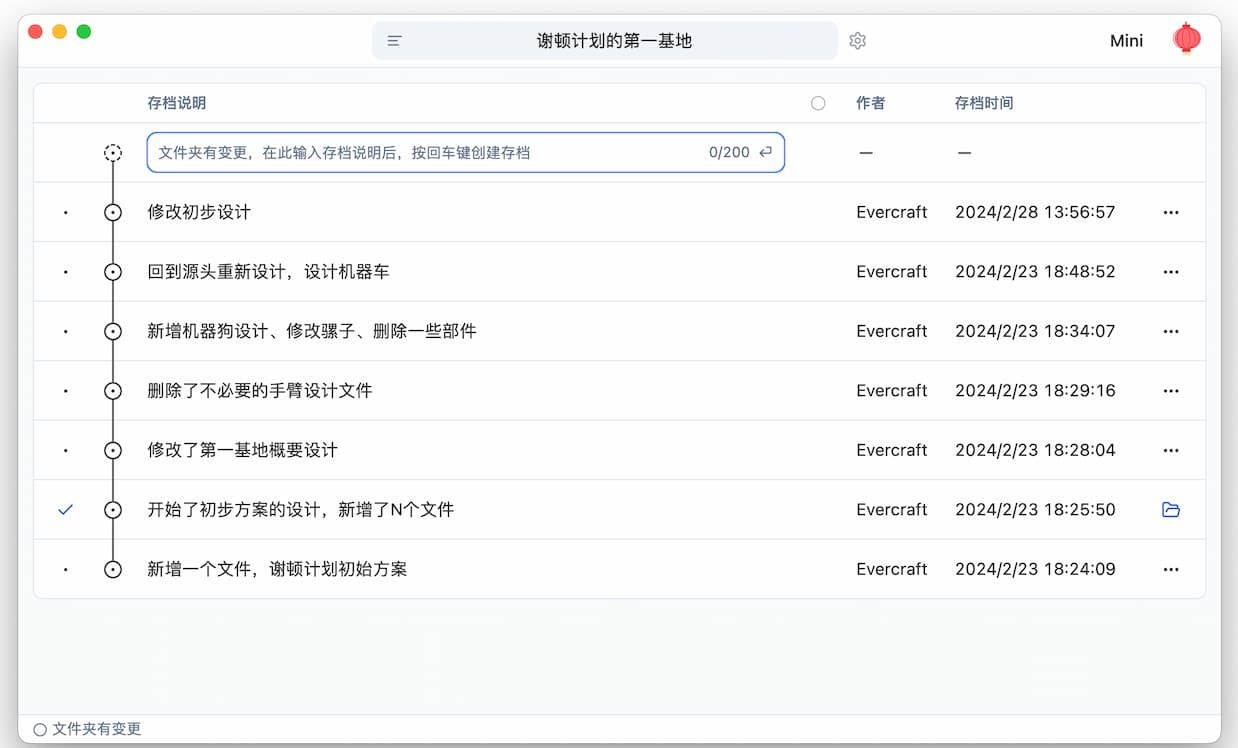 谢顿计划的第一基地
Mini
存档说明 作者 存档时间
文件夹有变更，在此输入存档说明后，按回车键创建存档 0/200 — —
修改初步设计 Evercraft 2024/2/28 13:56:57
回到源头重新设计，设计机器车 Evercraft 2024/2/23 18:48:52
新增机器狗设计、修改骡子、删除一些部件 Evercraft 2024/2/23 18:34:07
删除了不必要的手臂设计文件 Evercraft 2024/2/23 18:29:16
修改了第一基地概要设计 Evercraft 2024/2/23 18:28:04
开始了初步方案的设计，新增了N个文件 Evercraft 2024/2/23 18:25:50
新增一个文件，谢顿计划初始方案 Evercraft 2024/2/23 18:24:09
文件夹有变更